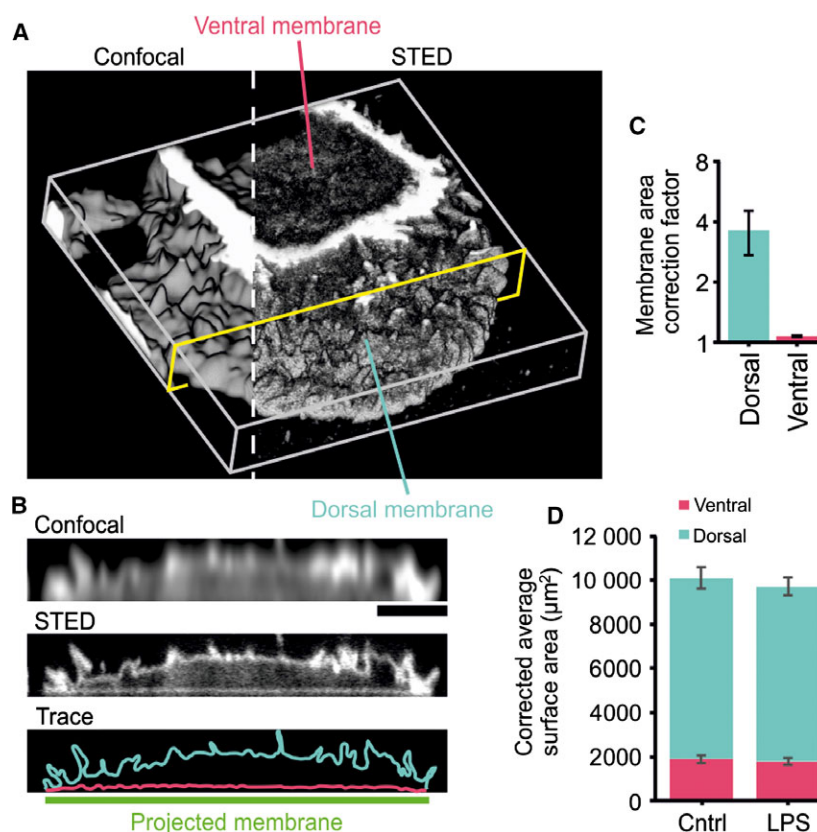 A
Ventral membrane
Confocal
STED
Dorsal membrane
B
Confocal
STED
Trace
Projected membrane
C
Membrane area
correction factor
8
4
2
1
Dorsal
Ventral
D
Ventral
Dorsal
Corrected average
surface area (µm²)
12 000
10 000
8000
6000
4000
2000
0
Cntrl
LPS